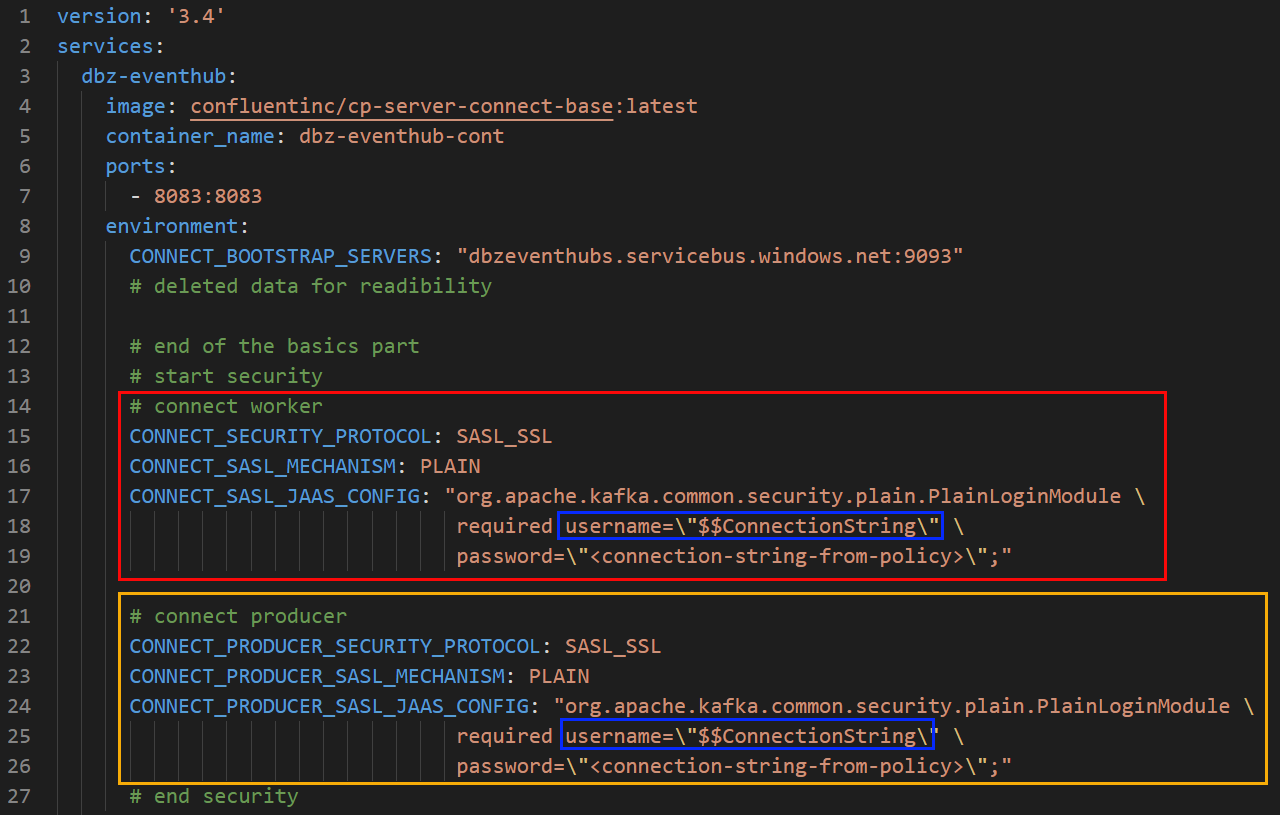 1 version: '3.4'
2 services:
3 dbz-eventhub:
4 image: confluentinc/cp-server-connect-base:latest
5 container_name: dbz-eventhub-cont
6 ports:
7 - 8083:8083
8 environment:
9 CONNECT_BOOTSTRAP_SERVERS: "dbzeventhubs.servicebus.windows.net:9093"
10 # deleted data for readibility
11
12 # end of the basics part
13 # start security
14 # connect worker
15 CONNECT_SECURITY_PROTOCOL: SASL_SSL
16 CONNECT_SASL_MECHANISM: PLAIN
17 CONNECT_SASL_JAAS_CONFIG: "org.apache.kafka.common.security.plain.PlainLoginModule \
18 required username=\"$$ConnectionString\" \
19 password=\"<connection-string-from-policy>\";"
20
21 # connect producer
22 CONNECT_PRODUCER_SECURITY_PROTOCOL: SASL_SSL
23 CONNECT_PRODUCER_SASL_MECHANISM: PLAIN
24 CONNECT_PRODUCER_SASL_JAAS_CONFIG: "org.apache.kafka.common.security.plain.PlainLoginModule \
25 required username=\"$$ConnectionString\" \
26 password=\"<connection-string-from-policy>\";"
27 # end security